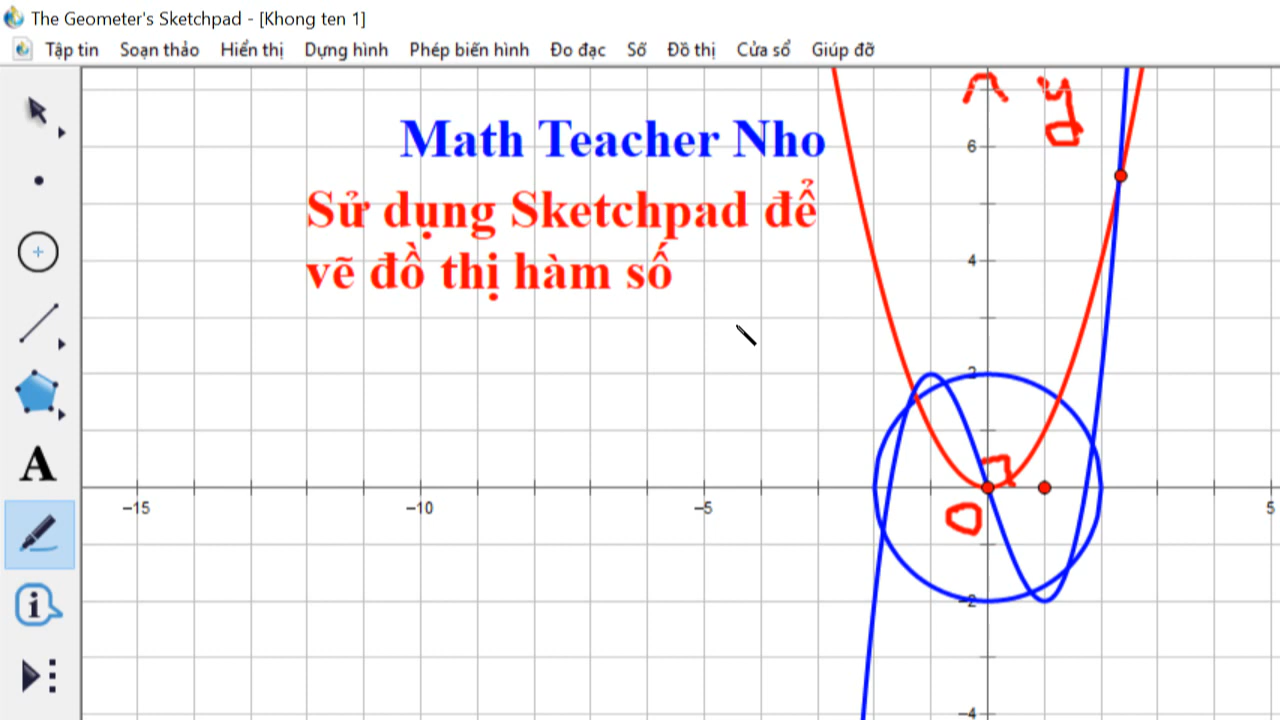 The Geometer's Sketchpad - [Khong ten 1]
Tập tin Soạn thảo Hiển thị Dựng hình Phép biến hình Đo đạc Số Đồ thị Cửa sổ Giúp đỡ
y
6
Math Teacher Nho
Sử dụng Sketchpad để
vẽ đồ thị hàm số
4
2
A
−15 −10 −5 5
O
−2
−4